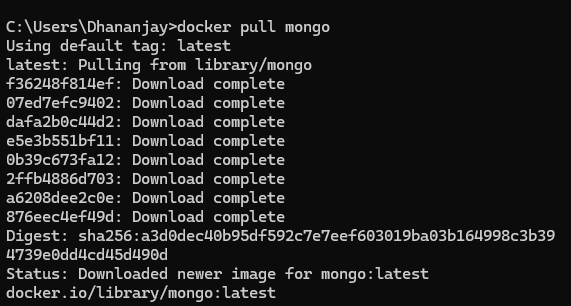 C:\Users\Dhananjay>docker pull mongo
Using default tag: latest
latest: Pulling from library/mongo
f36248f814ef: Download complete
07ed7efc9402: Download complete
dafa2b0c44d2: Download complete
e5e3b551bf11: Download complete
0b39c673fa12: Download complete
2ffb4886d703: Download complete
a6208dee2c0e: Download complete
876eec4ef49d: Download complete
Digest: sha256:a3d0dec40b95df592c7e7eef603019ba03b164998c3b39
4739e0dd4cd45d490d
Status: Downloaded newer image for mongo:latest
docker.io/library/mongo:latest